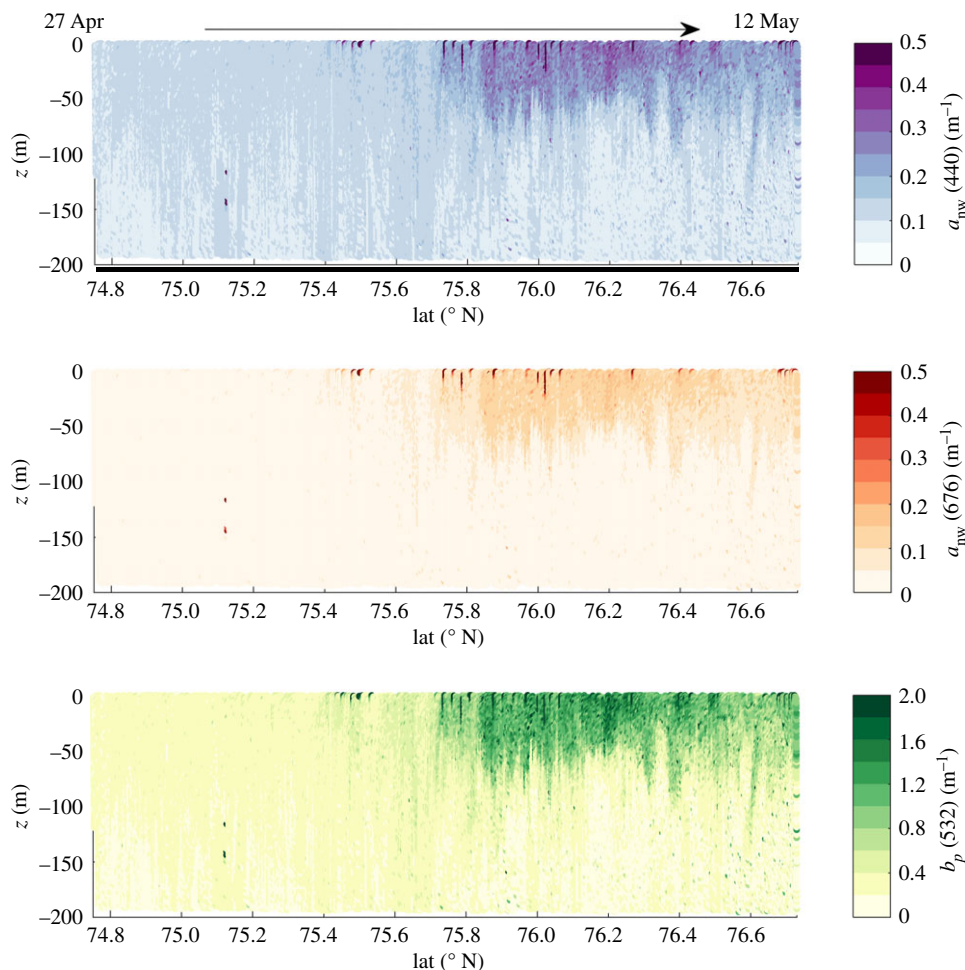 27 Apr 12 May
0
–50
–100
–150
–200
z (m)
74.8 75.0 75.2 75.4 75.6 75.8 76.0 76.2 76.4 76.6
lat (° N)
0.5
0.4
0.3
0.2
0.1
0
a_nw (440) (m⁻¹)
0
–50
–100
–150
–200
z (m)
74.8 75.0 75.2 75.4 75.6 75.8 76.0 76.2 76.4 76.6
lat (° N)
0.5
0.4
0.3
0.2
0.1
0
a_nw (676) (m⁻¹)
0
–50
–100
–150
–200
z (m)
74.8 75.0 75.2 75.4 75.6 75.8 76.0 76.2 76.4 76.6
lat (° N)
2.0
1.6
1.2
0.8
0.4
0
b_p (532) (m⁻¹)